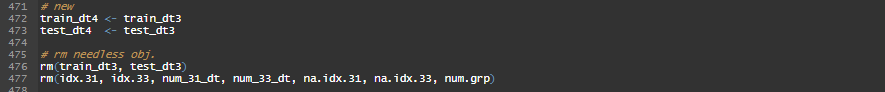 471 # new
472 train_dt4 <- train_dt3
473 test_dt4  <- test_dt3
474
475 # rm needless obj.
476 rm(train_dt3, test_dt3)
477 rm(idx.31, idx.33, num_31_dt, num_33_dt, na.idx.31, na.idx.33, num.grp)
478